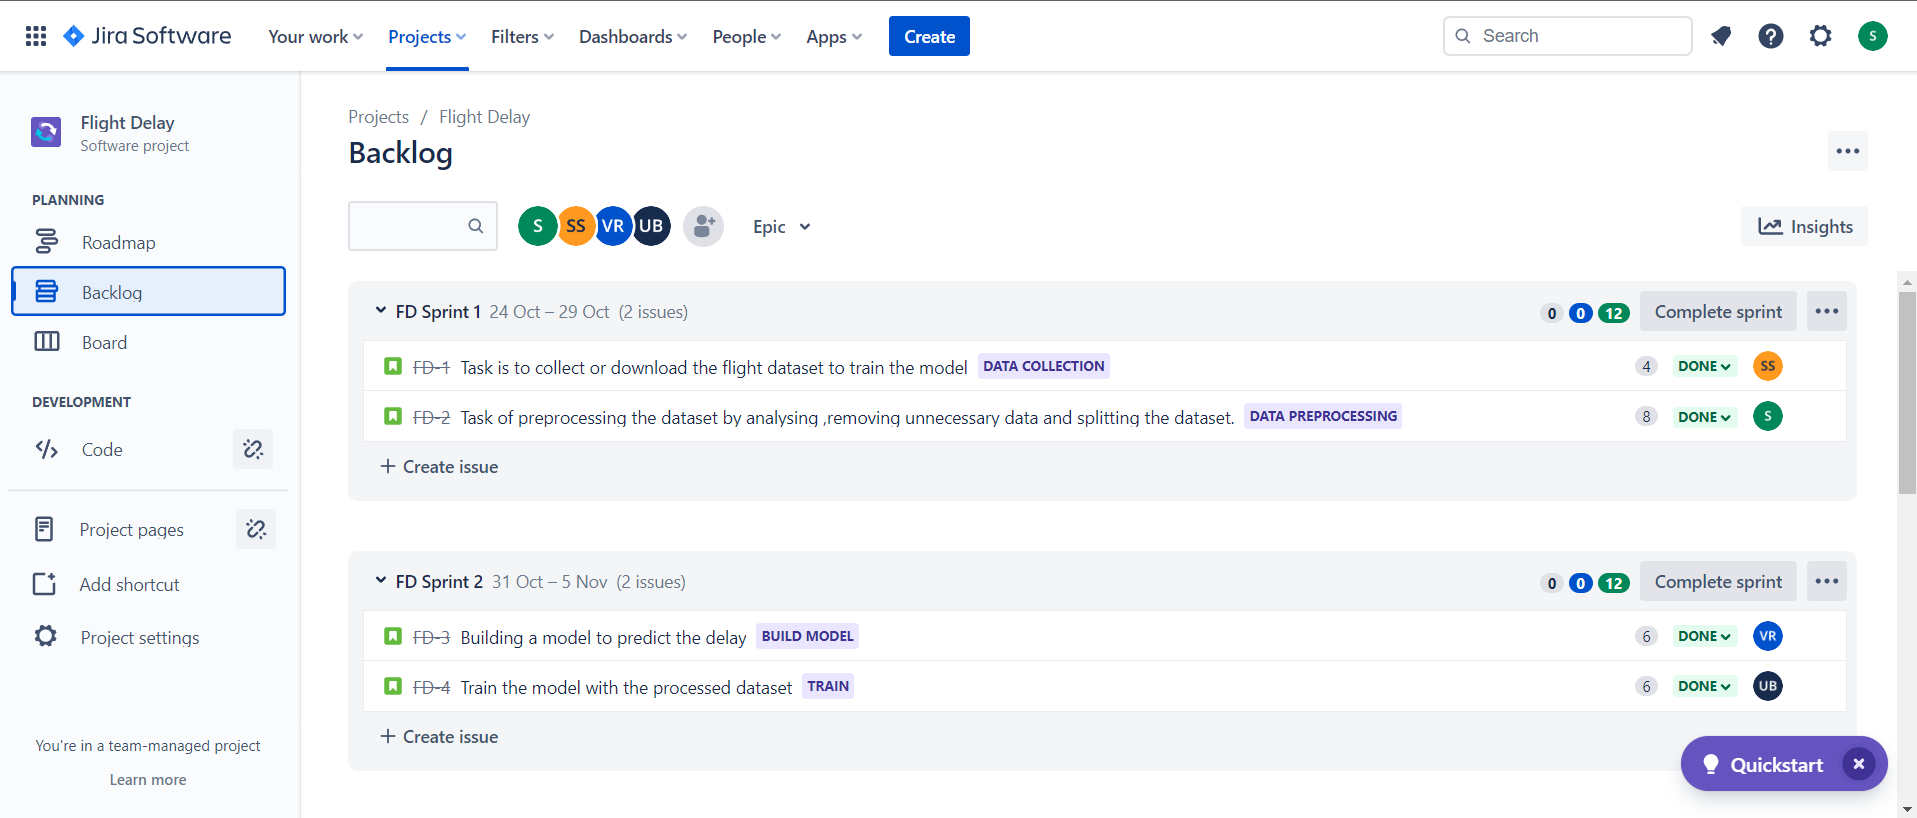 Jira Software Your work Projects Filters Dashboards People Apps Create Search S
Flight Delay
Software project
PLANNING
Roadmap
Backlog
Board
DEVELOPMENT
Code
Project pages
Add shortcut
Project settings
You're in a team-managed project
Learn more
Projects / Flight Delay
Backlog
S SS VR UB Epic Insights
FD Sprint 1 24 Oct – 29 Oct (2 issues) 0 0 12 Complete sprint
FD-1 Task is to collect or download the flight dataset to train the model DATA COLLECTION 4 DONE SS
FD-2 Task of preprocessing the dataset by analysing ,removing unnecessary data and splitting the dataset. DATA PREPROCESSING 8 DONE S
+ Create issue
FD Sprint 2 31 Oct – 5 Nov (2 issues) 0 0 12 Complete sprint
FD-3 Building a model to predict the delay BUILD MODEL 6 DONE VR
FD-4 Train the model with the processed dataset TRAIN 6 DONE UB
+ Create issue
Quickstart